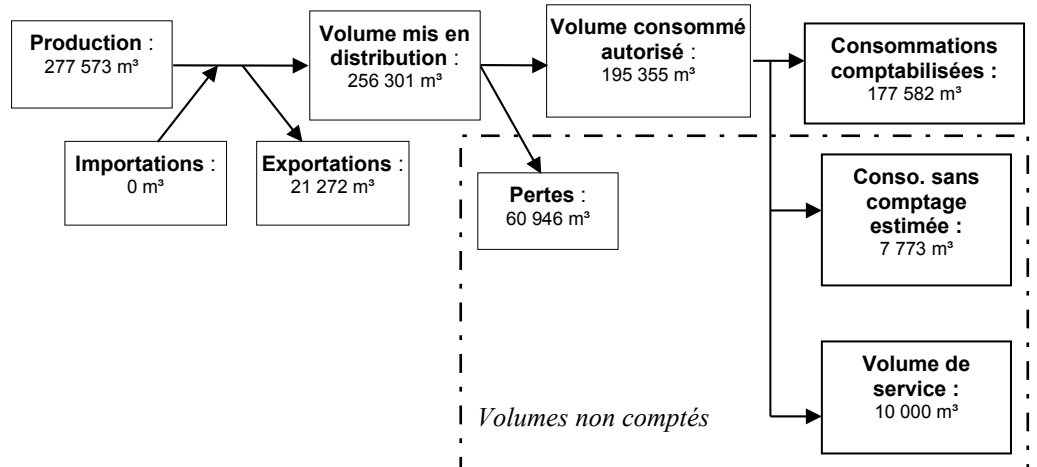 Production :
277 573 m³
Volume mis en
distribution :
256 301 m³
Volume consommé
autorisé :
195 355 m³
Consommations
comptabilisées :
177 582 m³
Importations :
0 m³
Exportations :
21 272 m³
Pertes :
60 946 m³
Conso. sans
comptage
estimée :
7 773 m³
Volume de
service :
10 000 m³
Volumes non comptés